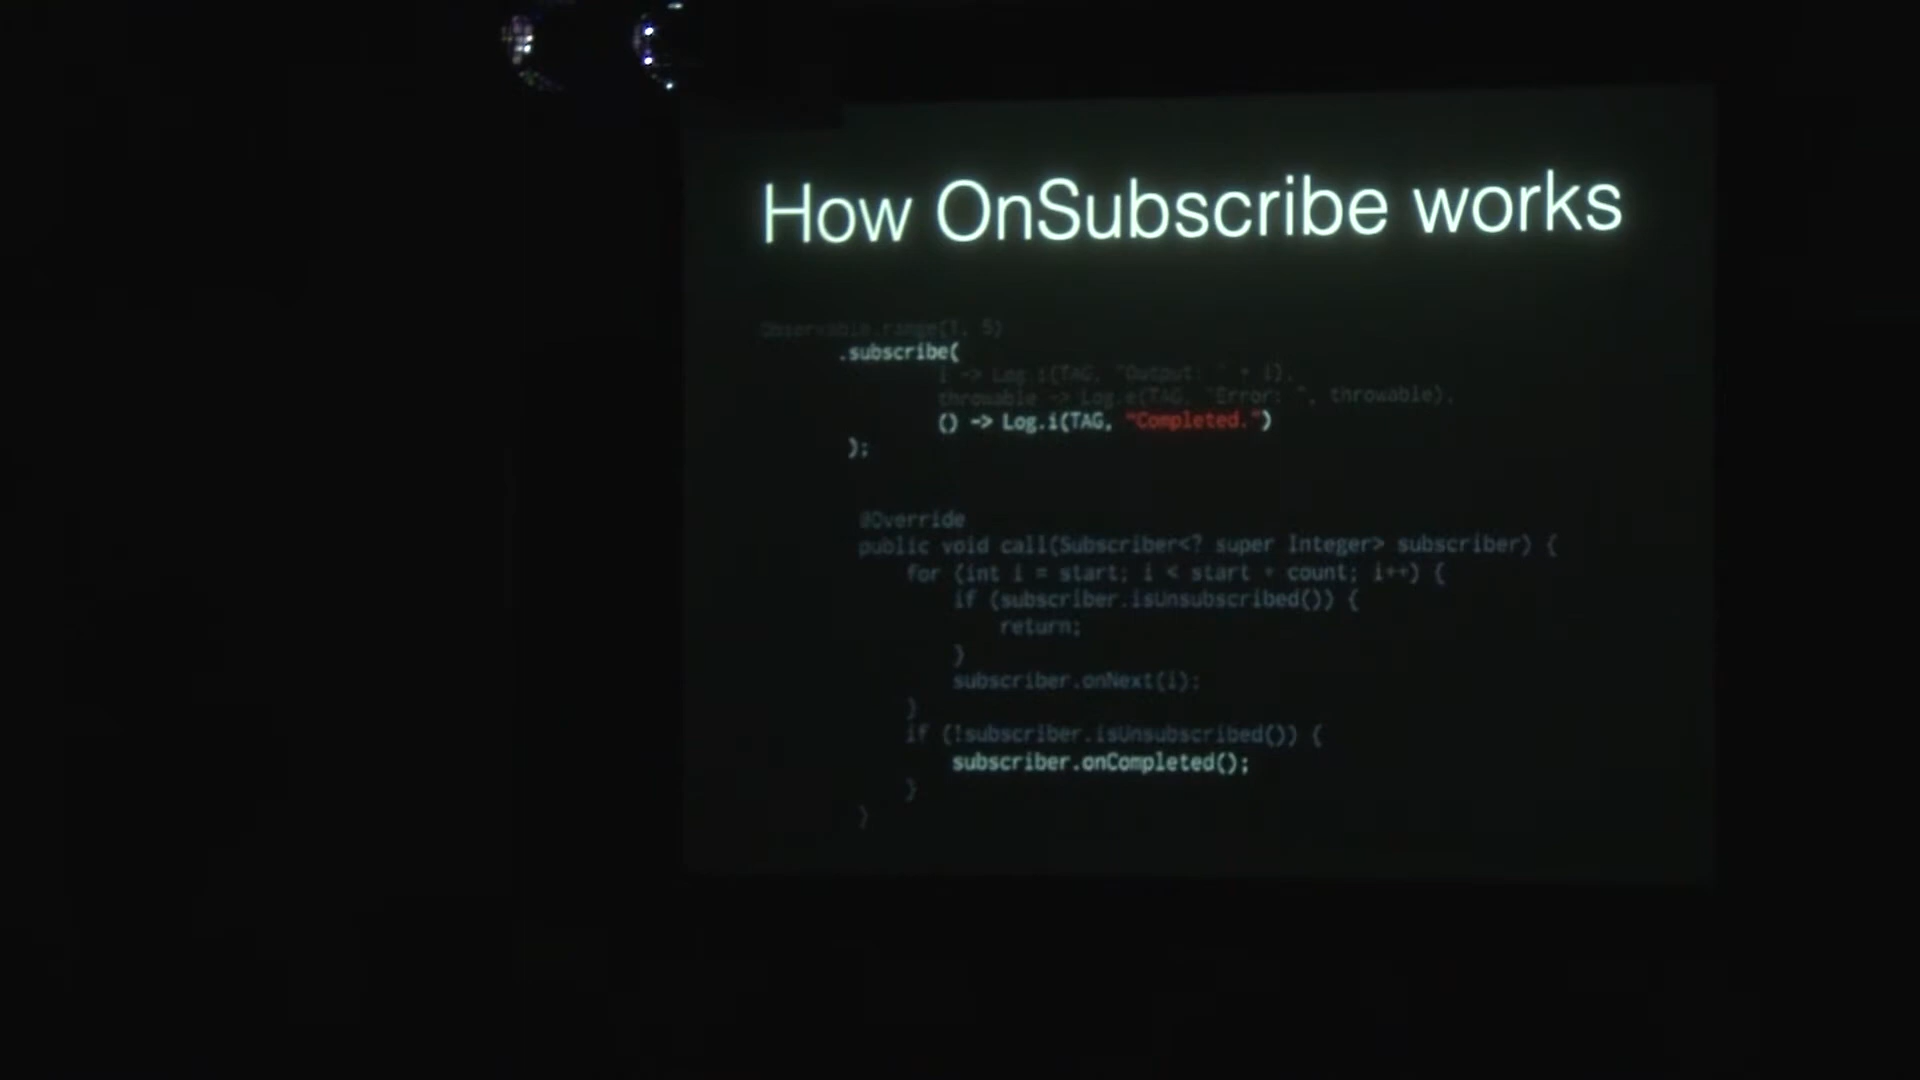 How OnSubscribe works
Observable.range(1, 5)
.subscribe(
i -> Log.i(TAG, "Output: " + i),
throwable -> Log.e(TAG, "Error: ", throwable),
() -> Log.i(TAG, "Completed.")
);
@Override
public void call(Subscriber<? super Integer> subscriber) {
for (int i = start; i < start + count; i++) {
if (subscriber.isUnsubscribed()) {
return;
}
subscriber.onNext(i);
}
if (!subscriber.isUnsubscribed()) {
subscriber.onCompleted();
}
}